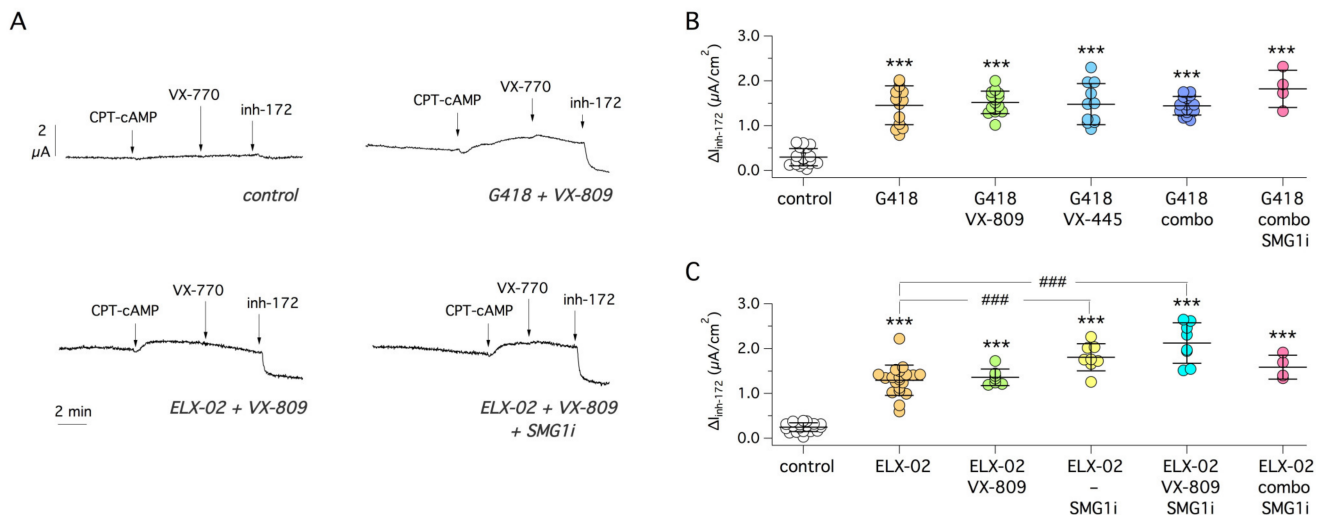 A
CPT-cAMP
VX-770
inh-172
2
µA
control
CPT-cAMP
VX-770
inh-172
G418 + VX-809
CPT-cAMP
VX-770
inh-172
2 min
ELX-02 + VX-809
CPT-cAMP
VX-770
inh-172
ELX-02 + VX-809
+ SMG1i
B
ΔIinh-172 (µA/cm2)
3.0
2.0
1.0
0.0
***
***
***
***
***
control
G418
G418
VX-809
G418
VX-445
G418
combo
G418
combo
SMG1i
C
ΔIinh-172 (µA/cm2)
3.0
2.0
1.0
0.0
###
###
***
***
***
***
***
control
ELX-02
ELX-02
VX-809
ELX-02
–
SMG1i
ELX-02
VX-809
SMG1i
ELX-02
combo
SMG1i